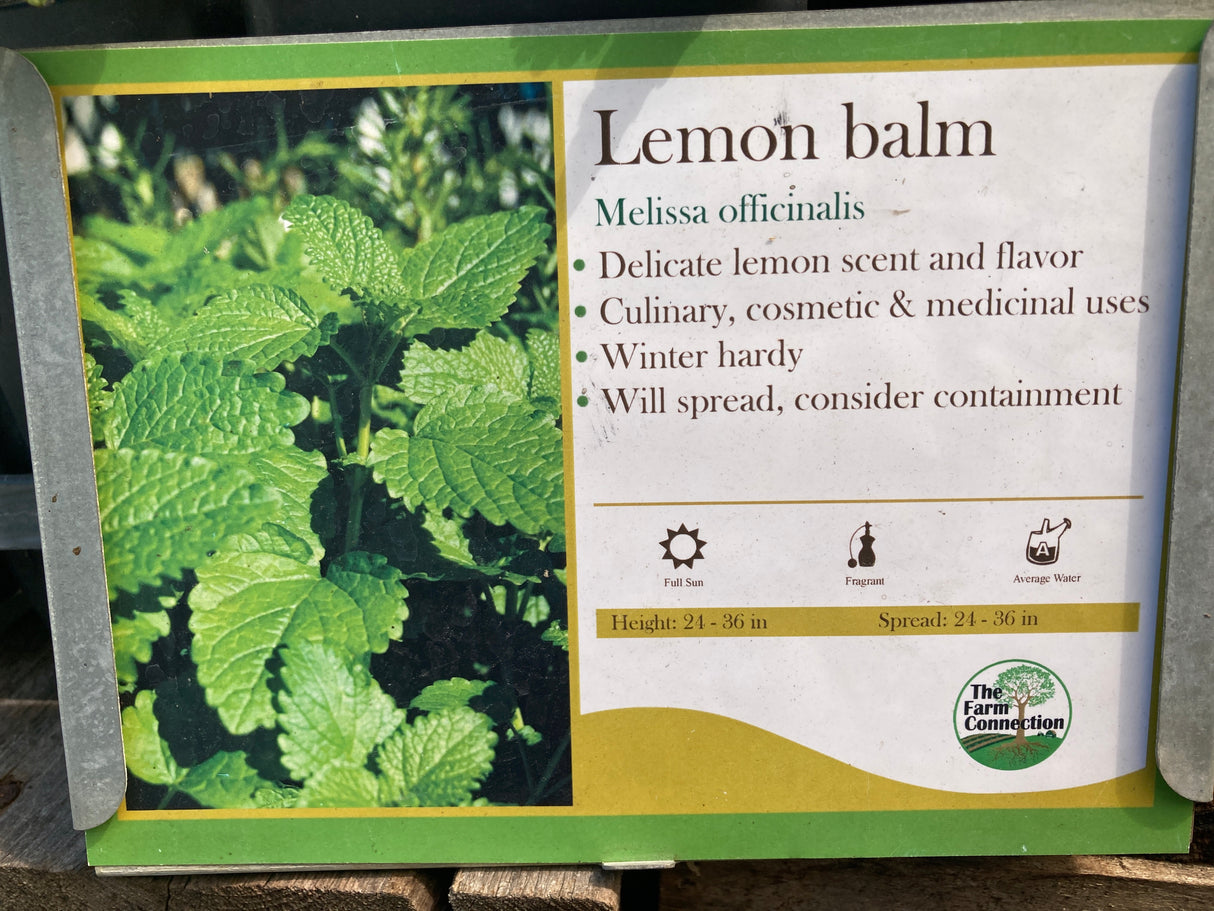 Lemon balm
Melissa officinalis
• Delicate lemon scent and flavor
• Culinary, cosmetic & medicinal uses
• Winter hardy
• Will spread, consider containment
A
Full Sun
Fragrant
Average Water
Height: 24 - 36 in
Spread: 24 - 36 in
The
Farm
Connection